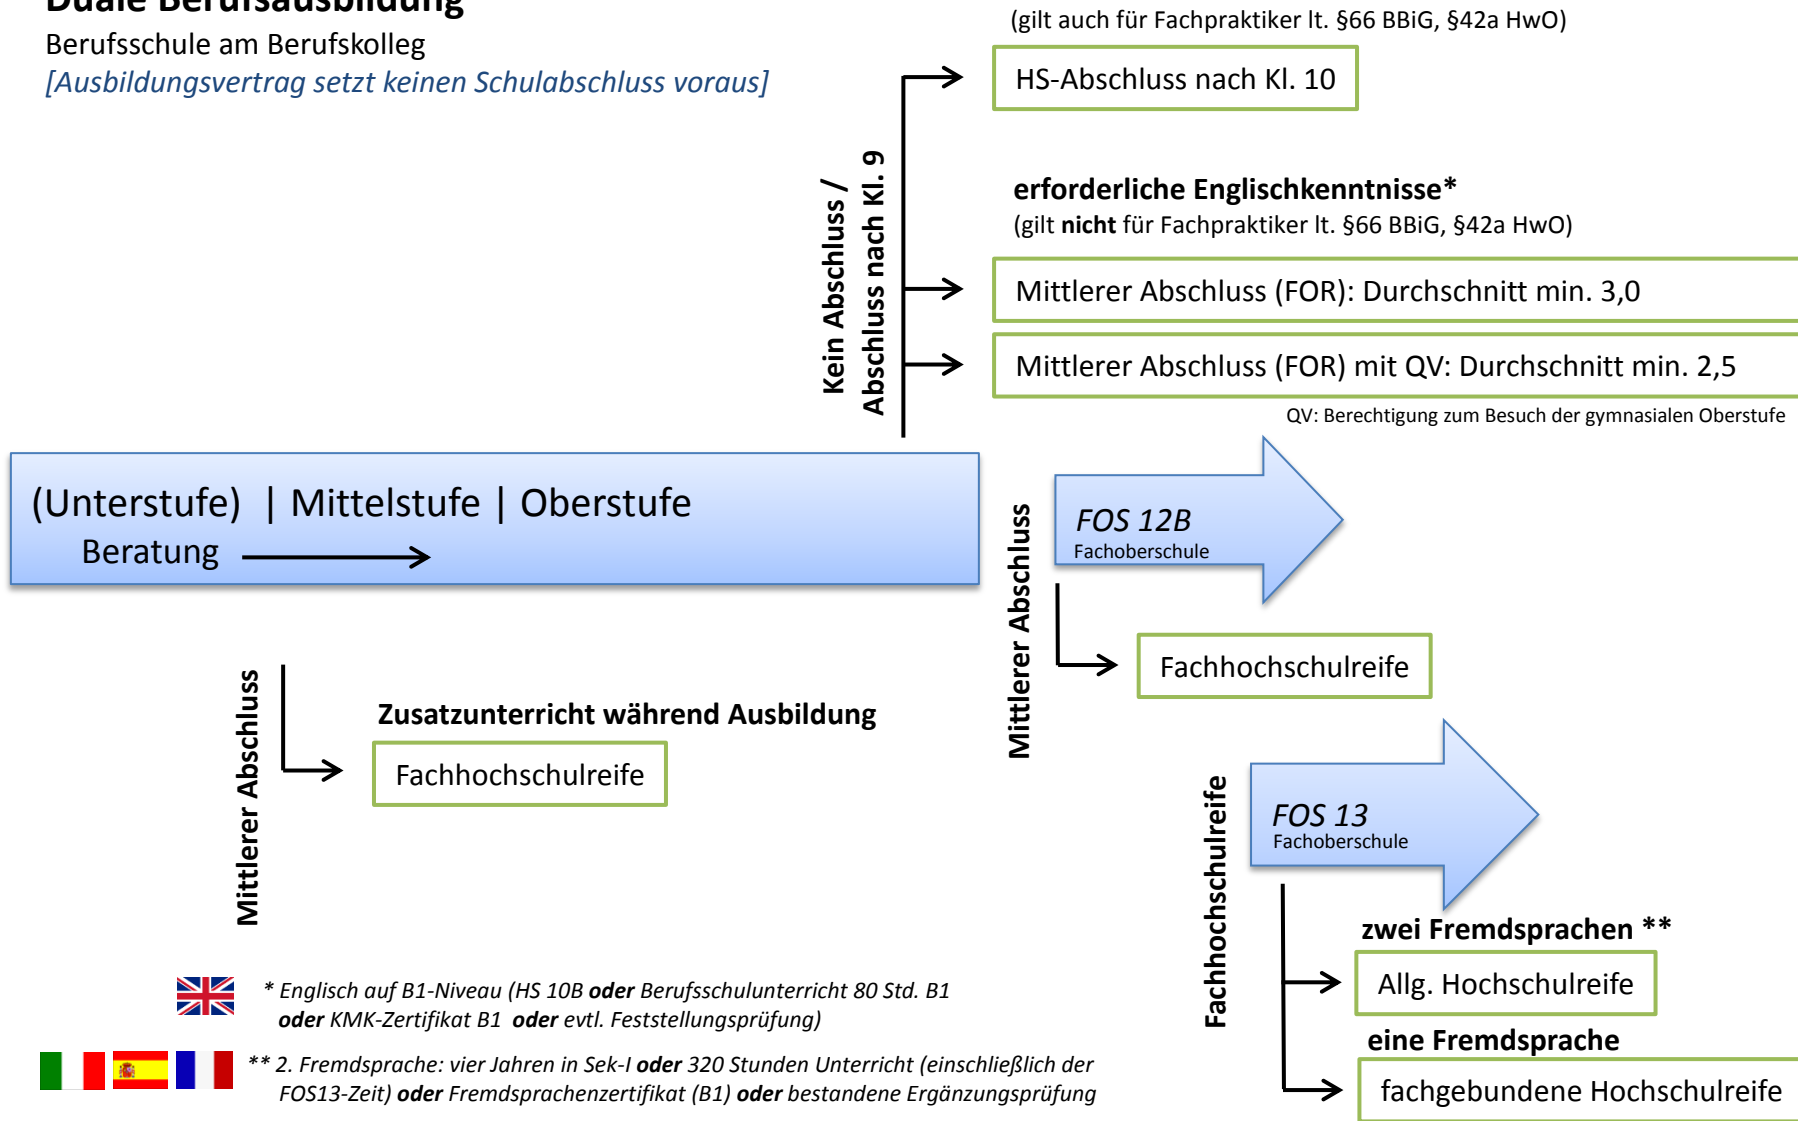 Duale Berufsausbildung
Berufsschule am Berufskolleg
[Ausbildungsvertrag setzt keinen Schulabschluss voraus]
(gilt auch für Fachpraktiker lt. §66 BBiG, §42a HwO)
HS-Abschluss nach Kl. 10
Kein Abschluss /
Abschluss nach Kl. 9
erforderliche Englischkenntnisse*
(gilt nicht für Fachpraktiker lt. §66 BBiG, §42a HwO)
Mittlerer Abschluss (FOR): Durchschnitt min. 3,0
Mittlerer Abschluss (FOR) mit QV: Durchschnitt min. 2,5
QV: Berechtigung zum Besuch der gymnasialen Oberstufe
(Unterstufe) | Mittelstufe | Oberstufe
Beratung
Mittlerer Abschluss
FOS 12B
Fachoberschule
Fachhochschulreife
Mittlerer Abschluss
Zusatzunterricht während Ausbildung
Fachhochschulreife
Fachhochschulreife
FOS 13
Fachoberschule
zwei Fremdsprachen **
Allg. Hochschulreife
eine Fremdsprache
fachgebundene Hochschulreife
* Englisch auf B1-Niveau (HS 10B oder Berufsschulunterricht 80 Std. B1
oder KMK-Zertifikat B1 oder evtl. Feststellungsprüfung)
** 2. Fremdsprache: vier Jahren in Sek-I oder 320 Stunden Unterricht (einschließlich der
FOS13-Zeit) oder Fremdsprachenzertifikat (B1) oder bestandene Ergänzungsprüfung